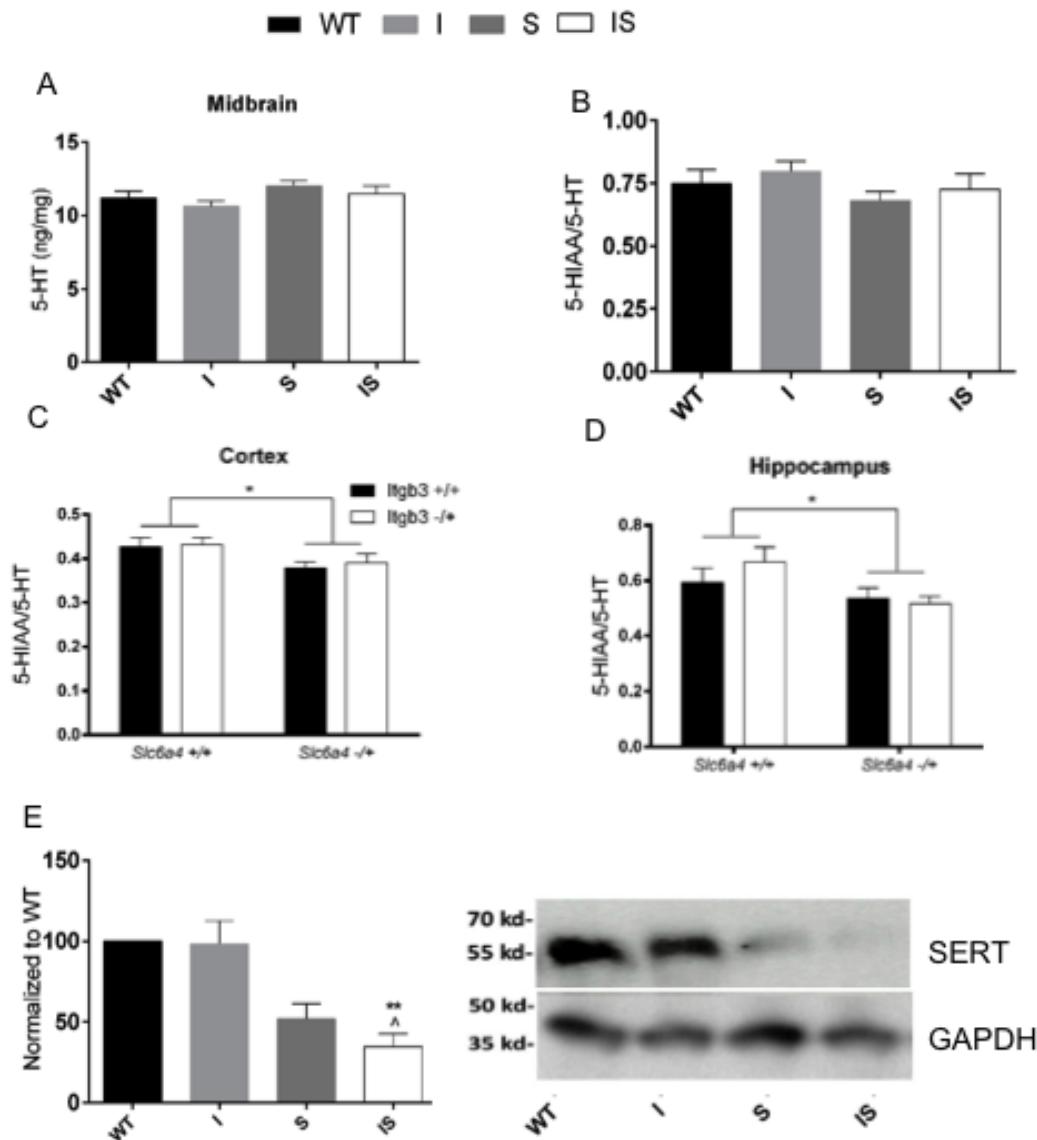 WT I S IS
A
Midbrain
15
10
5
0
5-HT (ng/mg)
WT I S IS
B
1.00
0.75
0.50
0.25
0.00
5-HIAA/5-HT
WT I S IS
C
Cortex
*
Itgb3 +/+
Itgb3 -/+
0.5
0.4
0.3
0.2
0.1
0.0
5-HIAA/5-HT
Slc6a4 +/+ Slc6a4 -/+
D
Hippocampus
*
0.8
0.6
0.4
0.2
0.0
5-HIAA/5-HT
Slc6a4 +/+ Slc6a4 -/+
E
150
100
50
0
Normalized to WT
**
^
WT I S IS
70 kd-
55 kd-
SERT
50 kd-
35 kd-
GAPDH
WT I S IS